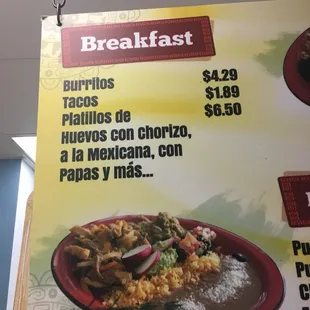 Breakfast
Burritos $4.29
Tacos $1.89
Platillos de $6.50
Huevos con chorizo,
a la Mexicana, con
Papas y más...